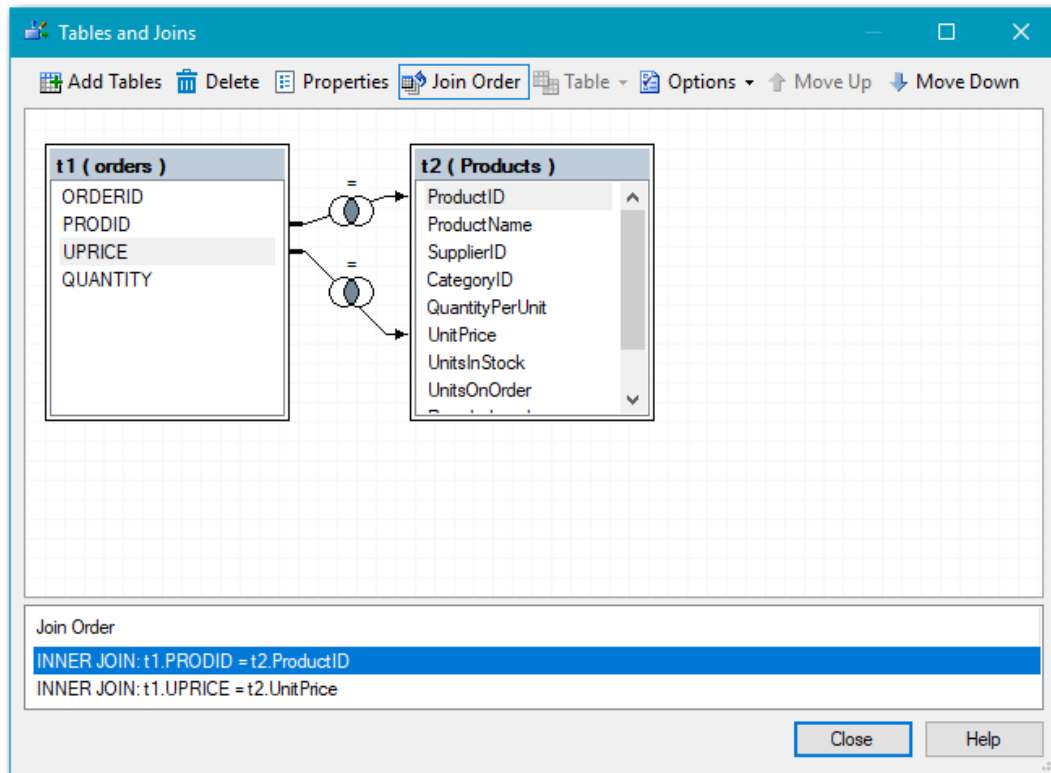 Tables and Joins
Add Tables Delete Properties Join Order Table Options Move Up Move Down
t1 ( orders )
ORDERID
PRODID
UPRICE
QUANTITY
=
=
t2 ( Products )
ProductID
ProductName
SupplierID
CategoryID
QuantityPerUnit
UnitPrice
UnitsInStock
UnitsOnOrder
Join Order
INNER JOIN: t1.PRODID = t2.ProductID
INNER JOIN: t1.UPRICE = t2.UnitPrice
Close Help